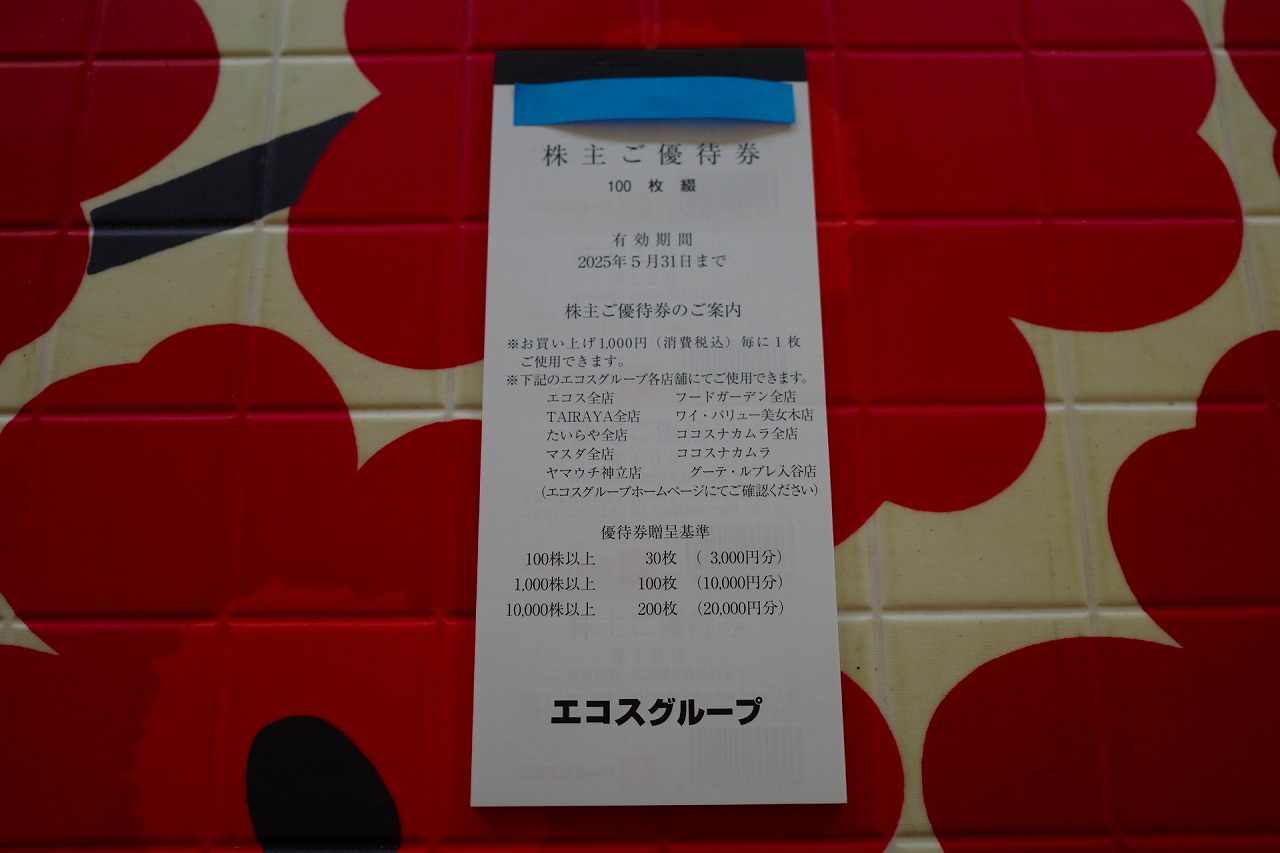 株主ご優待券
100 枚 綴
有効期間
2025年5月31日まで
株主ご優待券のご案内
※お買い上げ1,000円（消費税込）毎に1枚
ご使用できます。
※下記のエコスグループ各店舗にてご使用できます。
エコス全店 フードガーデン全店
TAIRAYA全店 ワイ・バリュー美女木店
たいらや全店 ココスナカムラ全店
マスダ全店 ココスナカムラ
ヤマウチ神立店 グーテ・ルブレ入谷店
（エコスグループホームページにてご確認ください）
優待券贈呈基準
100株以上 30枚 （ 3,000円分）
1,000株以上 100枚 （10,000円分）
10,000株以上 200枚 （20,000円分）
株主ご優待券
¥100-
エコスグループ